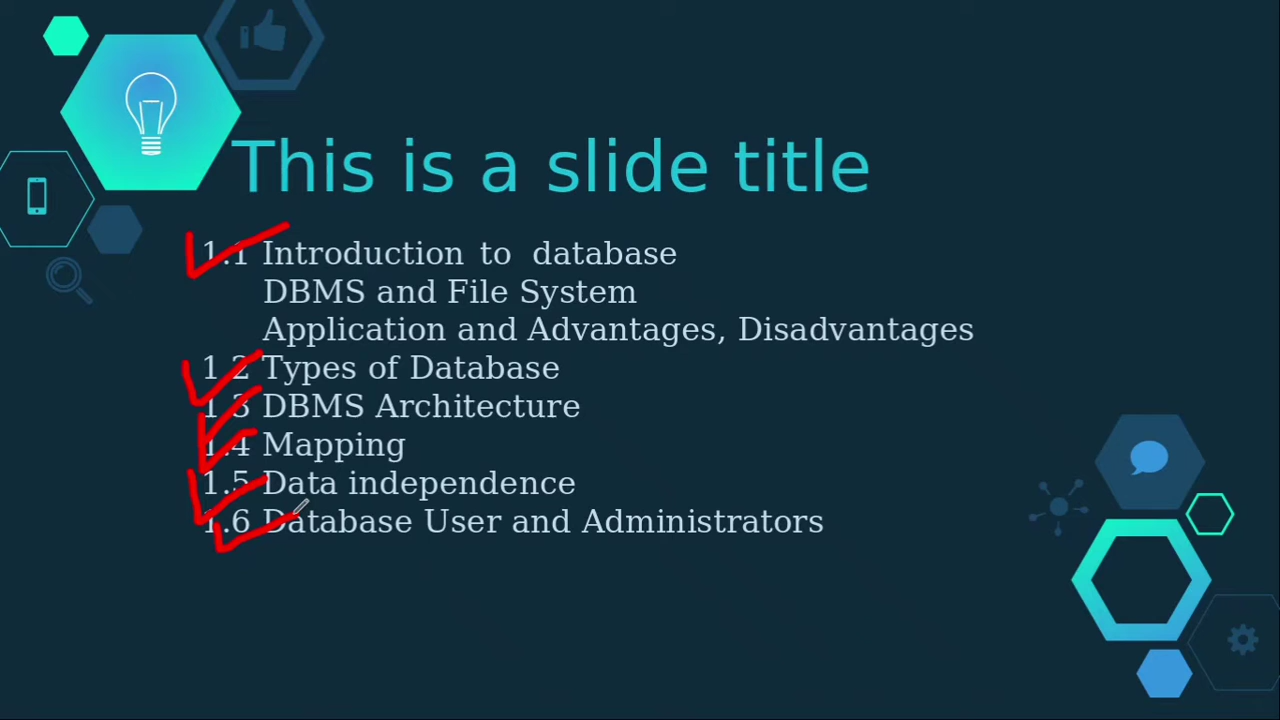 This is a slide title
1.1 Introduction to database
DBMS and File System
Application and Advantages, Disadvantages
1.2 Types of Database
1.3 DBMS Architecture
1.4 Mapping
1.5 Data independence
1.6 Database User and Administrators